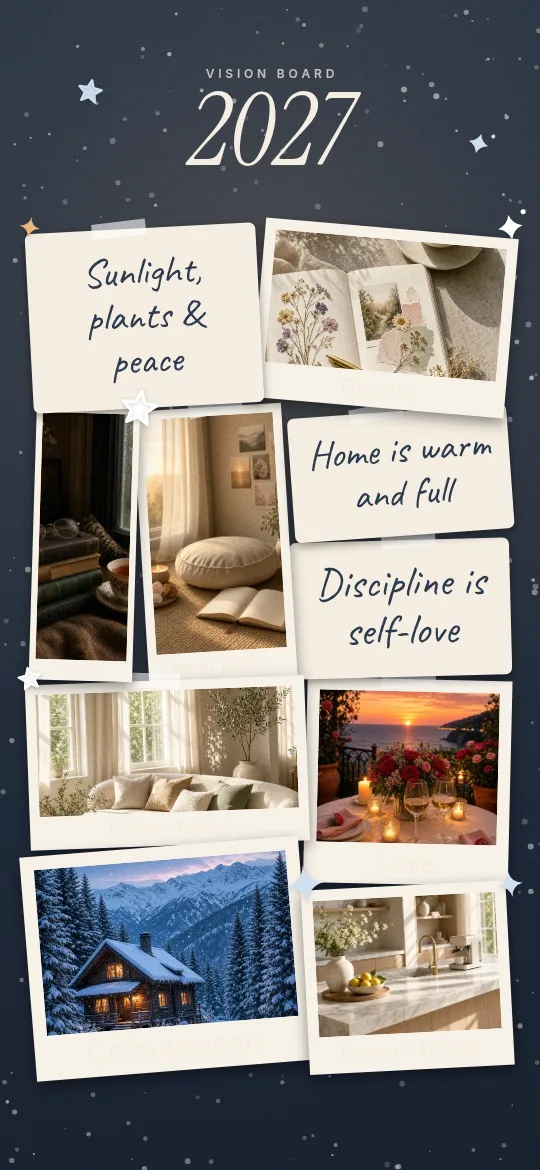 VISION BOARD
2027
Sunlight,
plants &
peace
Home is warm
and full
Discipline is
self-love